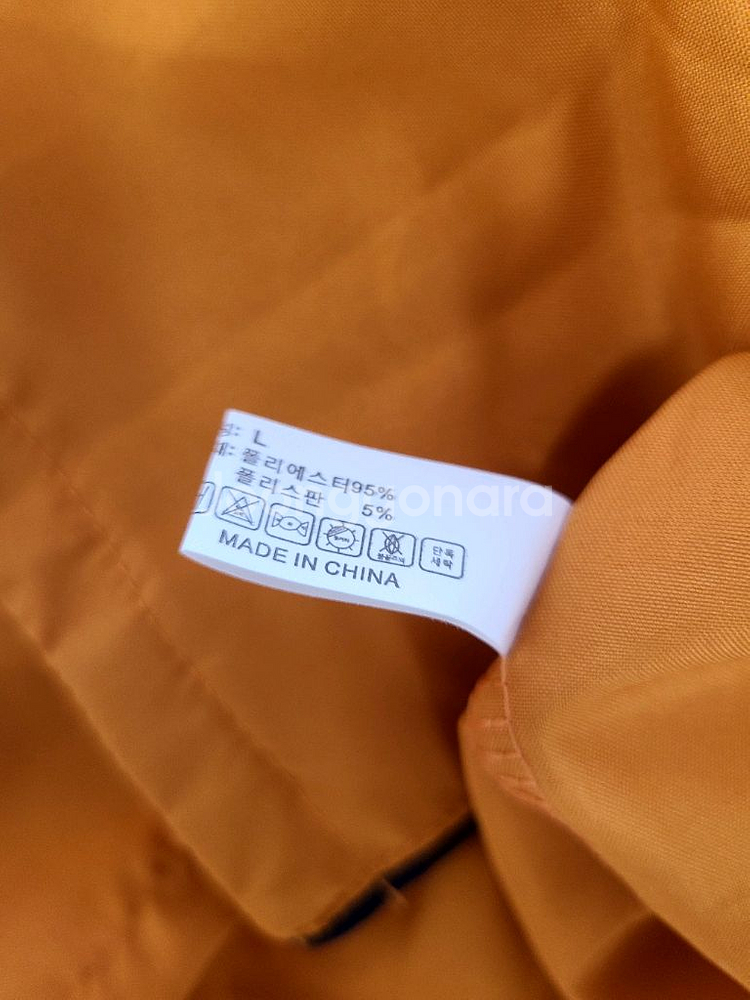 : L
: 폴리에스터95%
폴리스판 5%
단독
세탁
MADE IN CHINA
joonggonara